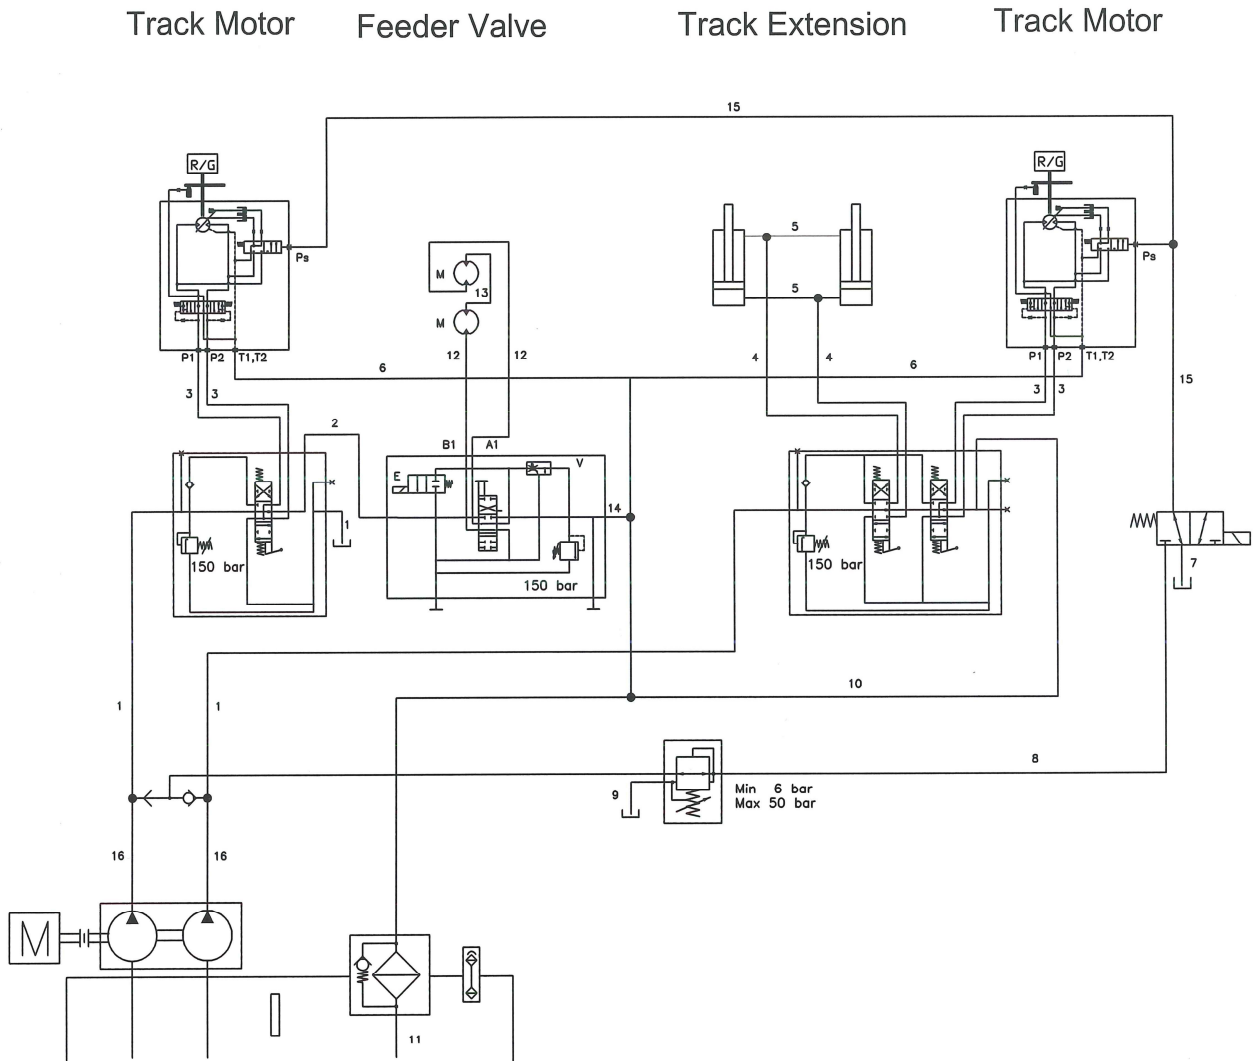 Track Motor
Feeder Valve
Track Extension
Track Motor
15
R/G
R/G
Ps
Ps
M
13
M
5
5
12
12
4
4
P1
P2
T1,T2
P1
P2
T1,T2
6
6
3
3
3
3
15
2
B1
A1
E
V
14
1
150 bar
150 bar
150 bar
7
1
1
10
8
9
Min 6 bar
Max 50 bar
16
16
M
11